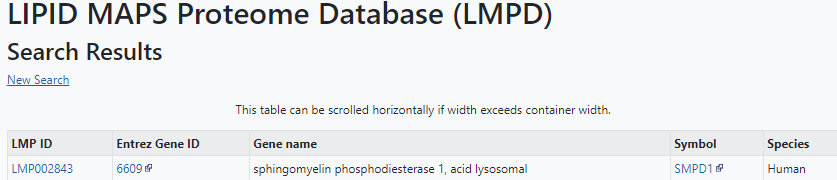 LIPID MAPS Proteome Database (LMPD)
Search Results
New Search
This table can be scrolled horizontally if width exceeds container width.
LMP ID Entrez Gene ID Gene name Symbol Species
LMP002843 6609 sphingomyelin phosphodiesterase 1, acid lysosomal SMPD1 Human